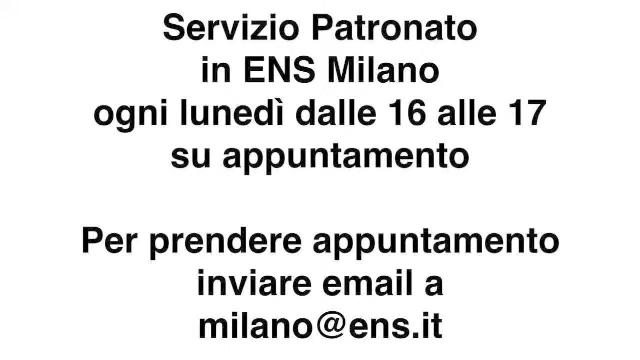 Servizio Patronato
in ENS Milano
ogni lunedì dalle 16 alle 17
su appuntamento
Per prendere appuntamento
inviare email a
milano@ens.it